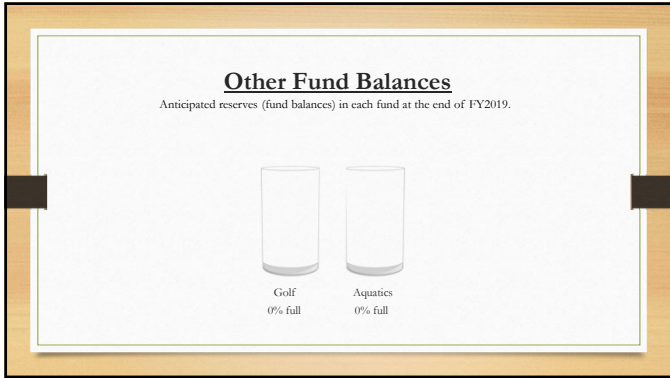 Other Fund Balances
Anticipated reserves (fund balances) in each fund at the end of FY2019.
Golf Aquatics
0% full 0% full